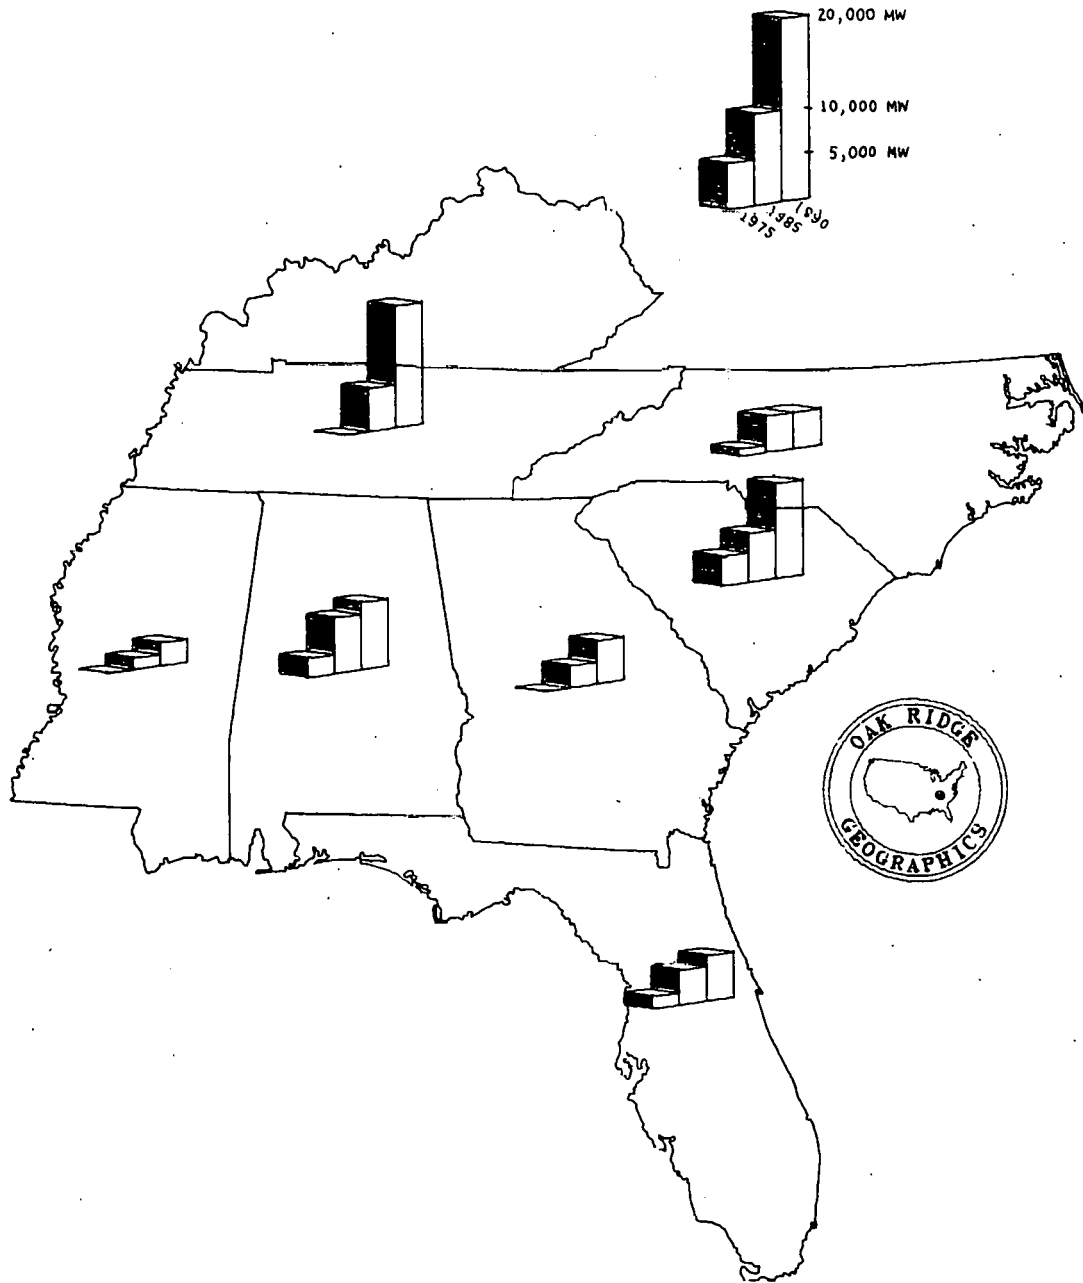 20,000 MW
10,000 MW
5,000 MW
1975
1985
1990
OAK RIDGE
GEOGRAPHICS